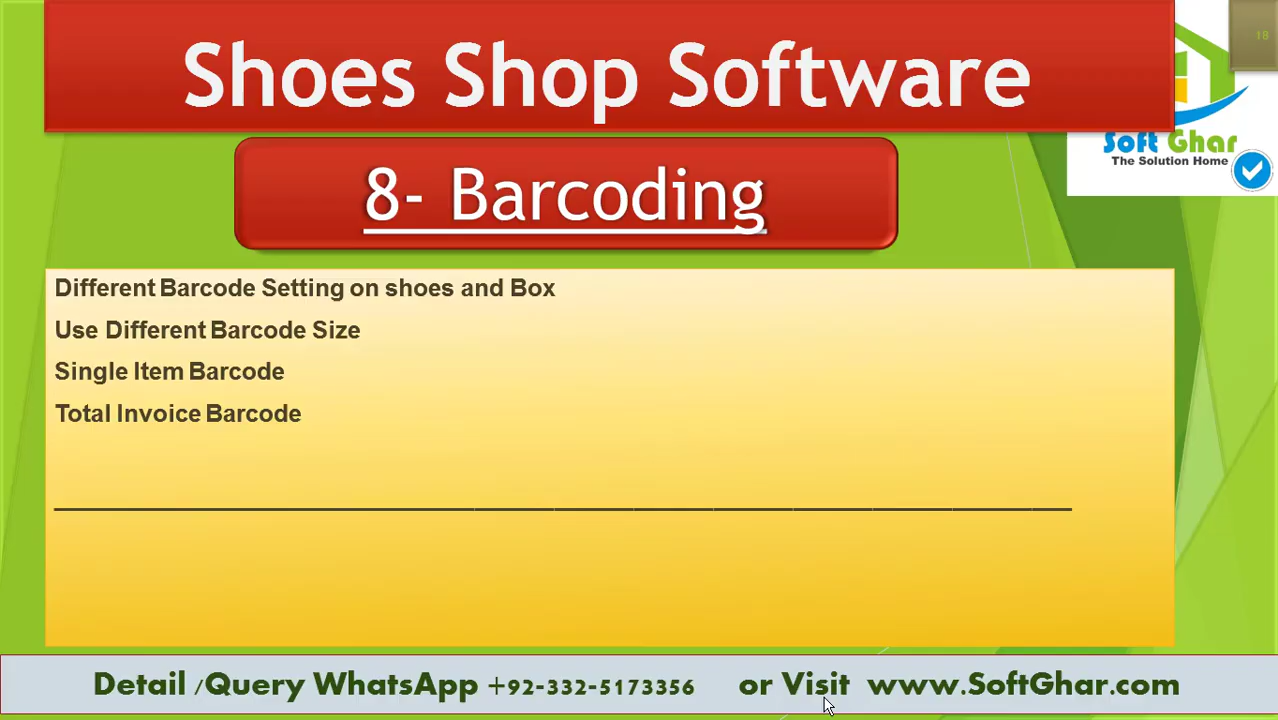 18
Shoes Shop Software
Soft Ghar
The Solution Home
8- Barcoding
Different Barcode Setting on shoes and Box
Use Different Barcode Size
Single Item Barcode
Total Invoice Barcode
Detail /Query WhatsApp +92-332-5173356 or Visit www.SoftGhar.com